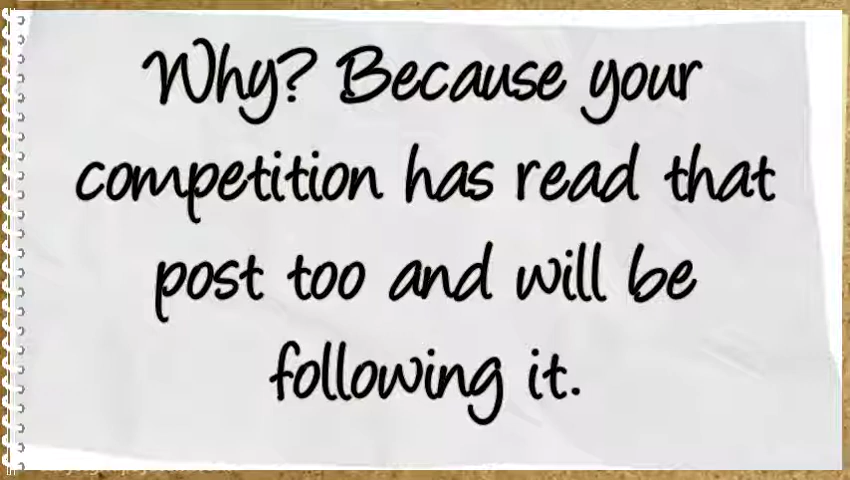 Why? Because your
competition has read that
post too and will be
following it.